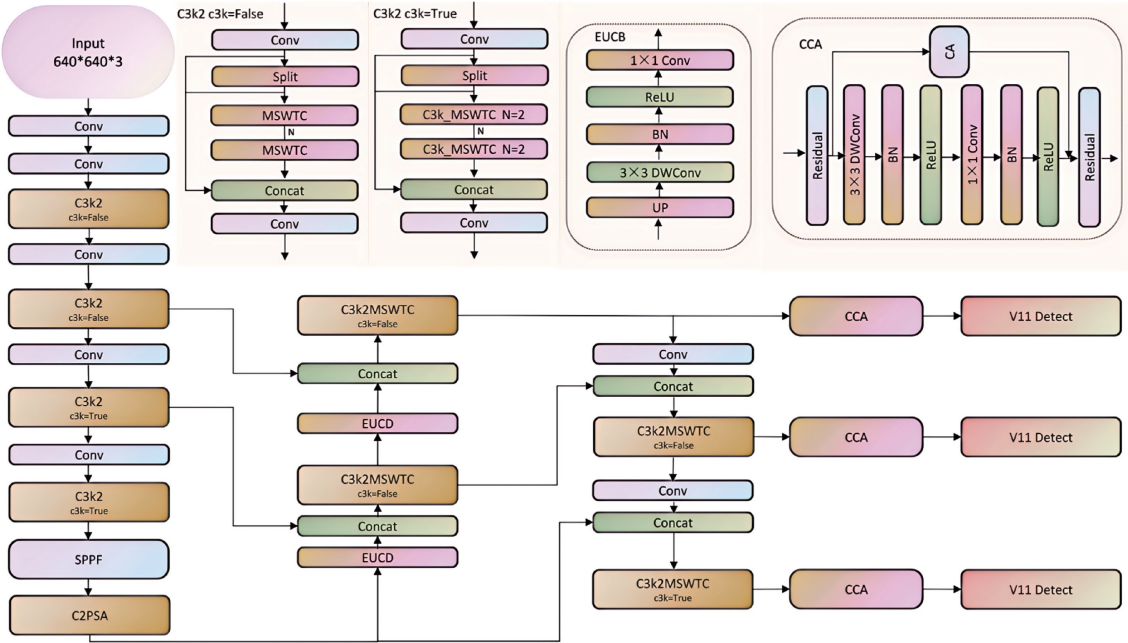 Input
640*640*3
Conv
Conv
C3k2
c3k=False
Conv
C3k2
c3k=False
Conv
C3k2
c3k=True
Conv
C3k2
c3k=True
SPPF
C2PSA
C3k2 c3k=False
Conv
Split
MSWTC
N
MSWTC
Concat
Conv
C3k2 c3k=True
Conv
Split
C3k_MSWTC N=2
N
C3k_MSWTC N=2
Concat
Conv
EUCB
1×1 Conv
ReLU
BN
3×3 DWConv
UP
CCA
CA
Residual
3×3 DWConv
BN
ReLU
1×1 Conv
BN
ReLU
Residual
C3k2MSWTC
c3k=False
Concat
EUCD
C3k2MSWTC
c3k=False
Concat
EUCD
Conv
Concat
C3k2MSWTC
c3k=False
Conv
Concat
C3k2MSWTC
c3k=True
CCA
V11 Detect
CCA
V11 Detect
CCA
V11 Detect